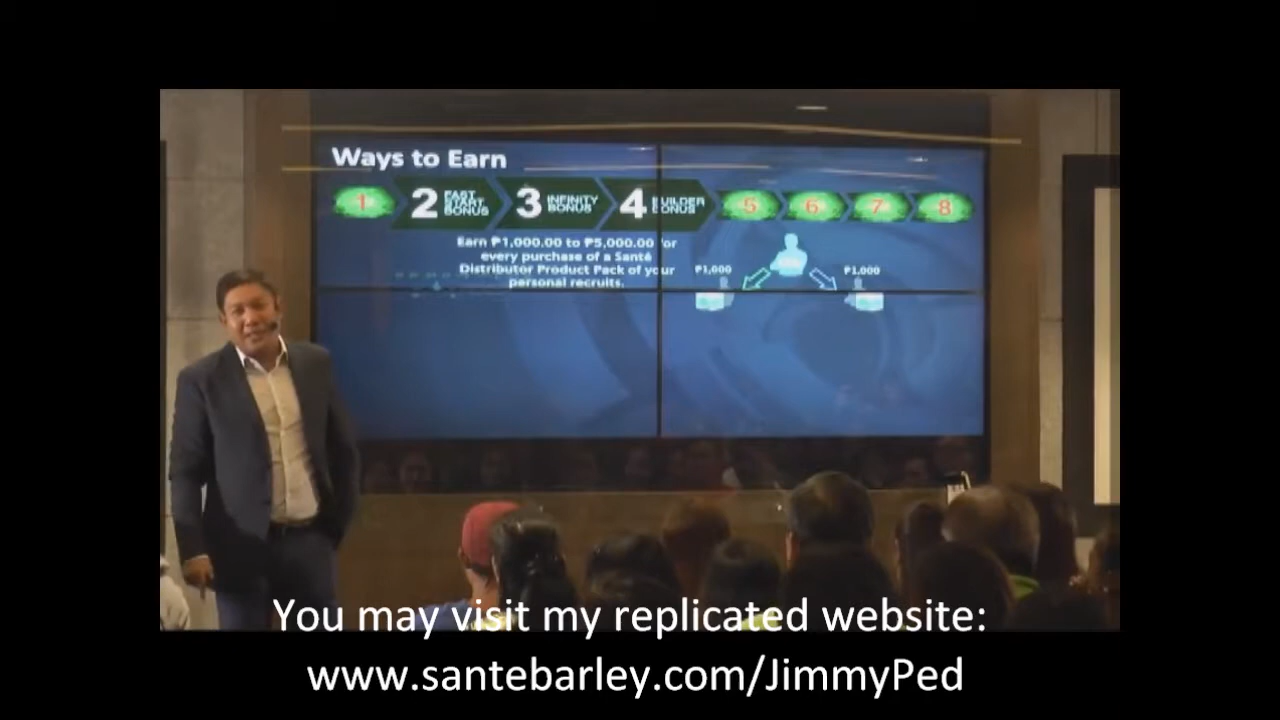 Ways to Earn
1 2 FAST START BONUS 3 INFINITY BONUS 4 BUILDER BONUS 5 6 7 8
Earn ₱1,000.00 to ₱5,000.00 for
every purchase of a Santé
Distributor Product Pack of your
personal recruits.
₱1,000 ₱1,000
You may visit my replicated website:
www.santebarley.com/JimmyPed